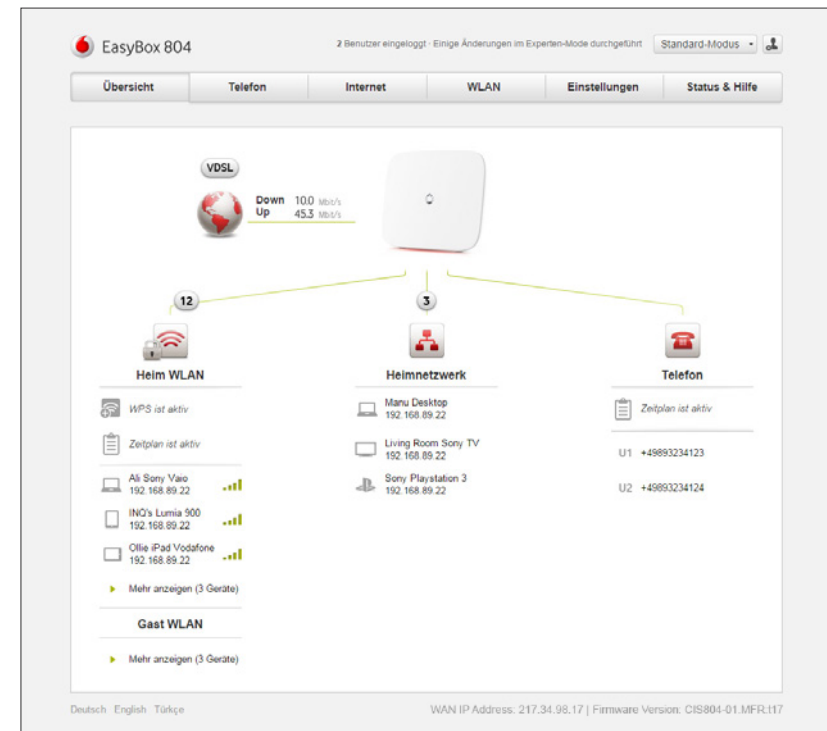 EasyBox 804
2 Benutzer eingeloggt · Einige Änderungen im Experten-Mode durchgeführt
Standard-Modus
Übersicht Telefon Internet WLAN Einstellungen Status & Hilfe
VDSL
Down 10.0 Mbit/s
Up 45.3 Mbit/s
12
3
Heim WLAN
WPS ist aktiv
Zeitplan ist aktiv
Ali Sony Vaio
192.168.89.22
INQ's Lumia 900
192.168.89.22
Ollie iPad Vodafone
192.168.89.22
Mehr anzeigen (3 Geräte)
Gast WLAN
Mehr anzeigen (3 Geräte)
Heimnetzwerk
Manu Desktop
192.168.89.22
Living Room Sony TV
192.168.89.22
Sony Playstation 3
192.168.89.22
Telefon
Zeitplan ist aktiv
U1 +49893234123
U2 +49893234124
Deutsch English Türkçe
WAN IP Address: 217.34.98.17 | Firmware Version: CIS804-01.MFR.t17